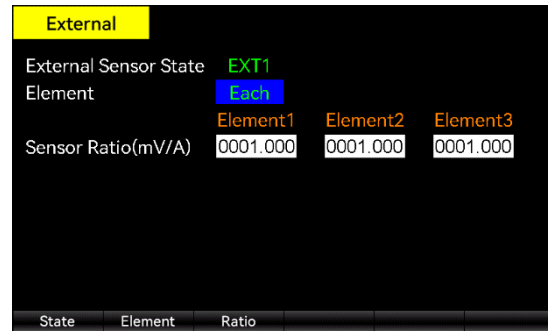 External
External Sensor State EXT1
Element Each
Element1 Element2 Element3
Sensor Ratio(mV/A) 0001.000 0001.000 0001.000
State Element Ratio